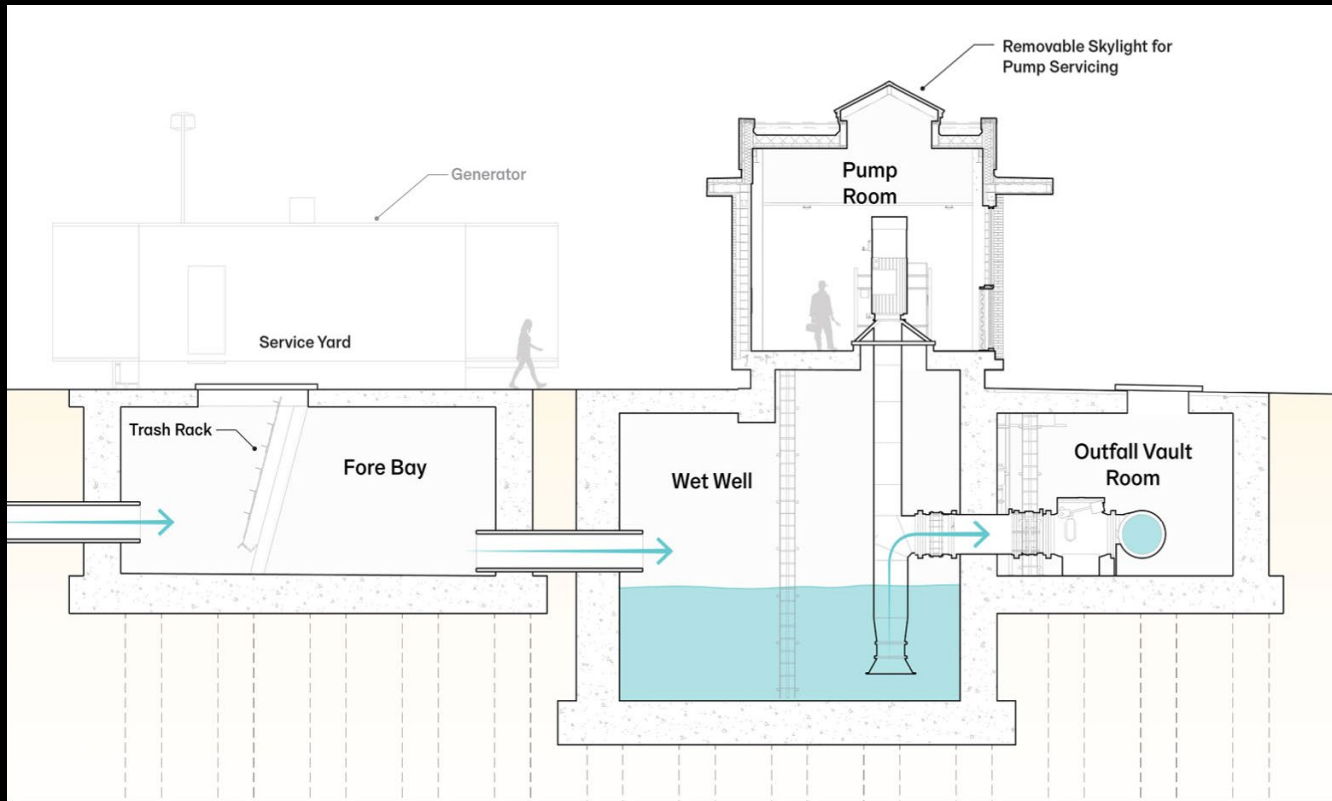 Removable Skylight for
Pump Servicing
Pump
Room
Generator
Service Yard
Trash Rack
Fore Bay
Wet Well
Outfall Vault
Room